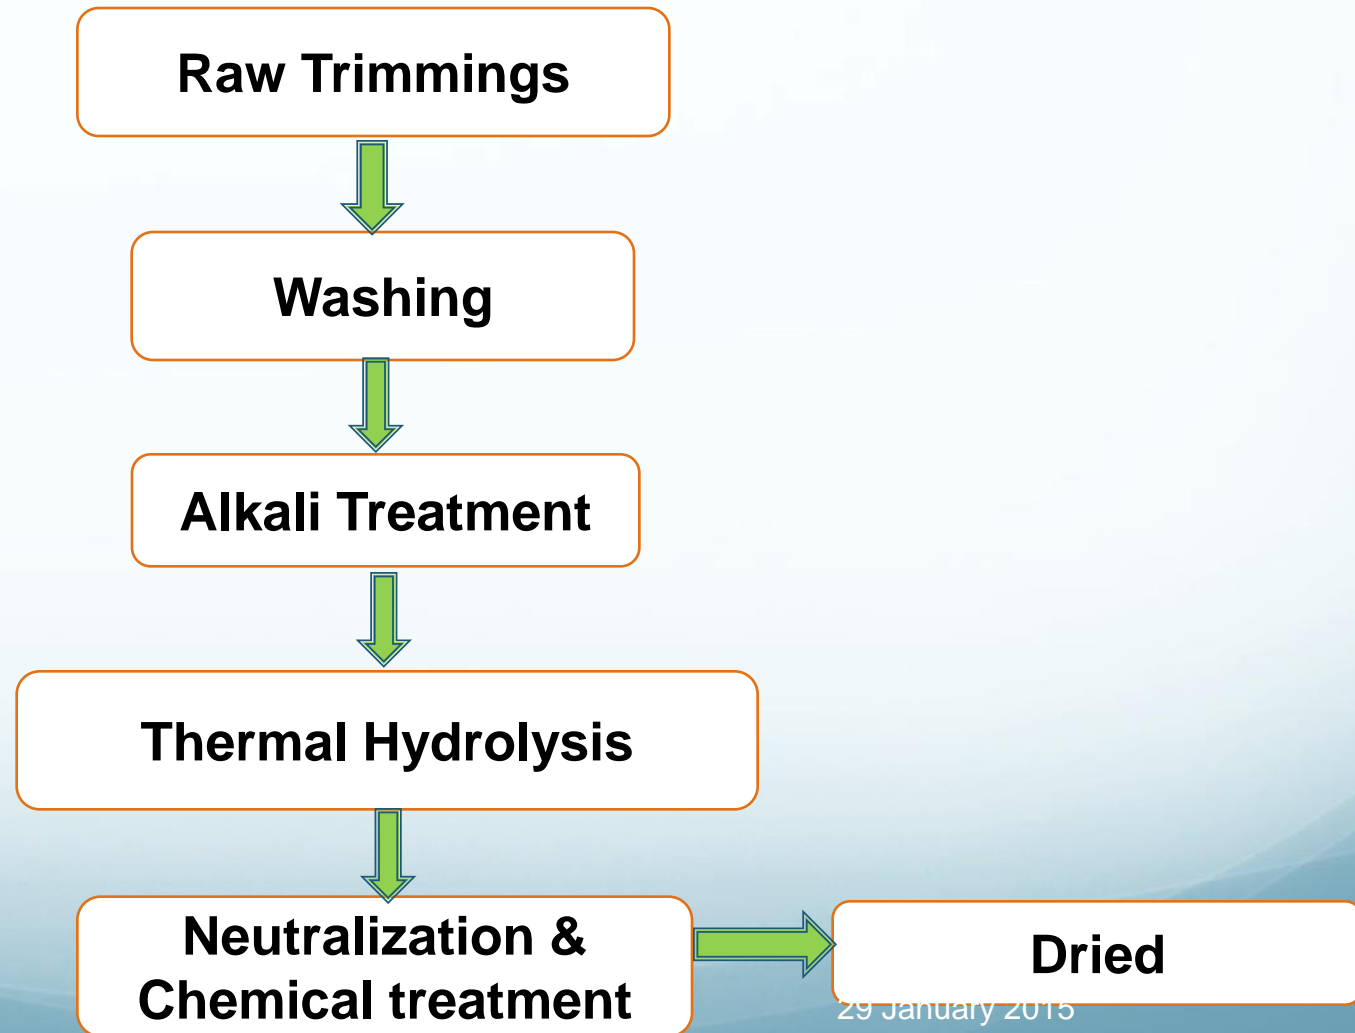 Raw Trimmings
Washing
Alkali Treatment
Thermal Hydrolysis
Neutralization &
Chemical treatment
Dried
29 January 2015